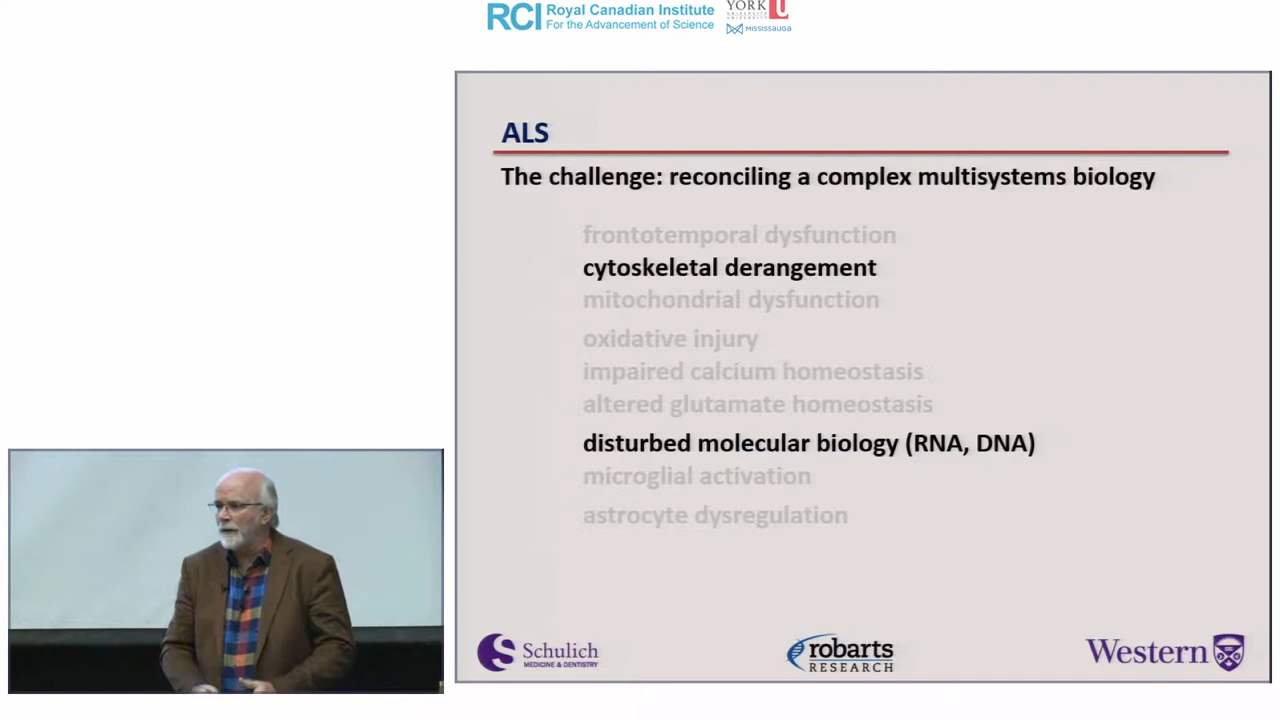 RCI Royal Canadian Institute
For the Advancement of Science
YORK U
UNIVERSITÉ
UNIVERSITY
MISSISSAUGA
ALS
The challenge: reconciling a complex multisystems biology
frontotemporal dysfunction
cytoskeletal derangement
mitochondrial dysfunction
oxidative injury
impaired calcium homeostasis
altered glutamate homeostasis
disturbed molecular biology (RNA, DNA)
microglial activation
astrocyte dysregulation
Schulich
MEDICINE & DENTISTRY
robarts
RESEARCH
Western